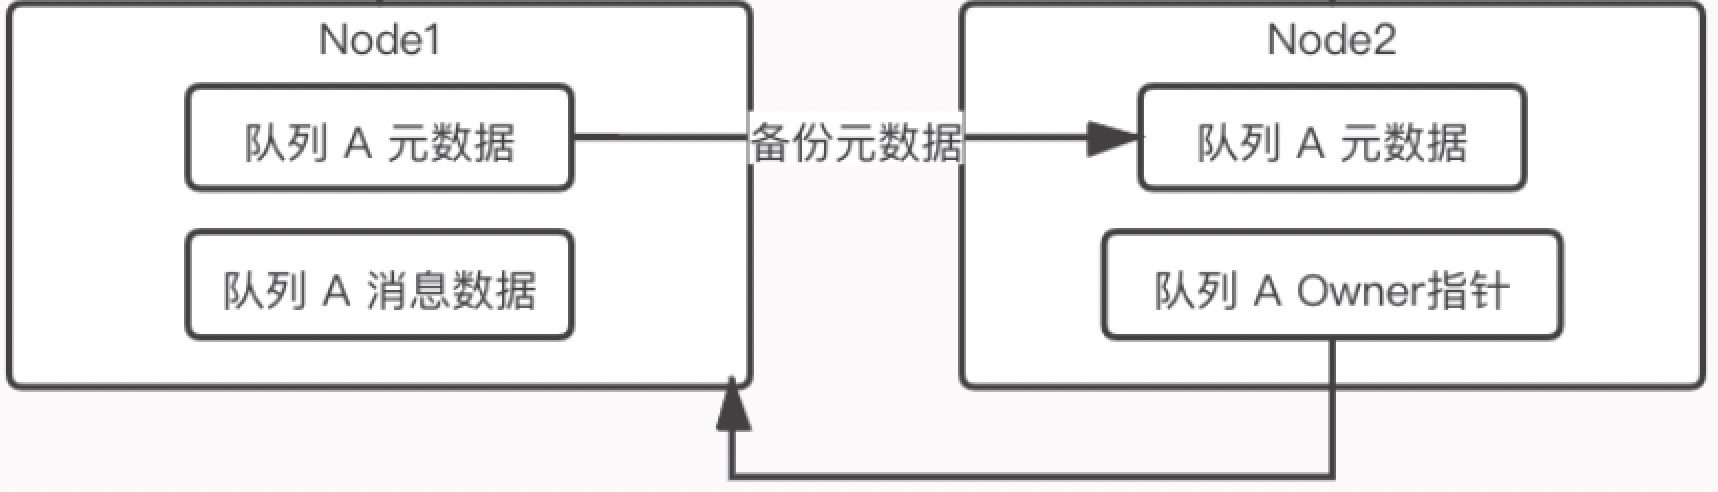 Node1
队列 A 元数据
队列 A 消息数据
备份元数据
Node2
队列 A 元数据
队列 A Owner指针